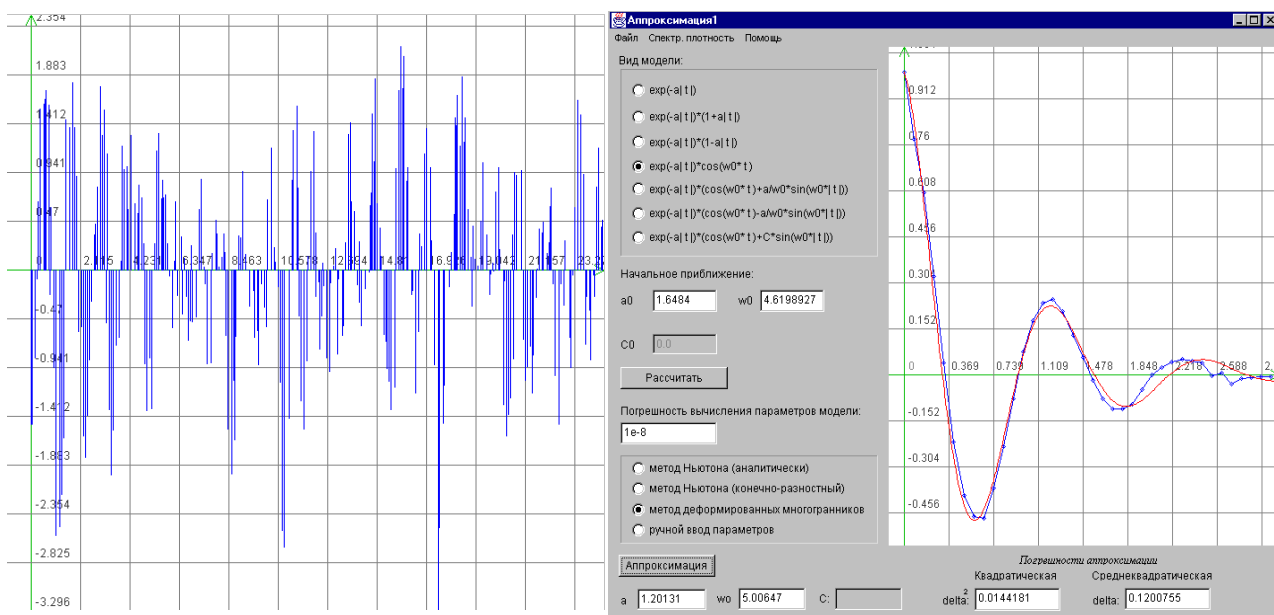 2.354
1.883
1.412
0.941
0.47
0 2.115 4.231 6.347 8.463 10.578 12.694 14.81 16.926 19.042 21.157
-0.47
-0.941
-1.412
-1.883
-2.354
-2.825
-3.296
Аппроксимация1
Файл Спектр. плотность Помощь
Вид модели:
exp(-a| t |)
exp(-a| t |)*(1+a| t |)
exp(-a| t |)*(1-a| t |)
exp(-a| t |)*cos(w0* t )
exp(-a| t |)*(cos(w0* t )+a/w0*sin(w0*| t |))
exp(-a| t |)*(cos(w0* t )-a/w0*sin(w0*| t |))
exp(-a| t |)*(cos(w0* t )+C*sin(w0*| t |))
Начальное приближение:
a0 1.6484 w0 4.6198927
C0 0.0
Рассчитать
Погрешность вычисления параметров модели:
1e-8
метод Ньютона (аналитически)
метод Ньютона (конечно-разностный)
метод деформированных многогранников
ручной ввод параметров
Аппроксимация
a 1.20131 wo 5.00647 C:
0.912
0.76
0.608
0.456
0.304
0.152
0 0.369 0.739 1.109 1.478 1.848 2.218 2.588
-0.152
-0.304
-0.456
Погрешности аппроксимации
Квадратическая Среднеквадратическая
delta: 2 0.0144181 delta: 0.1200755